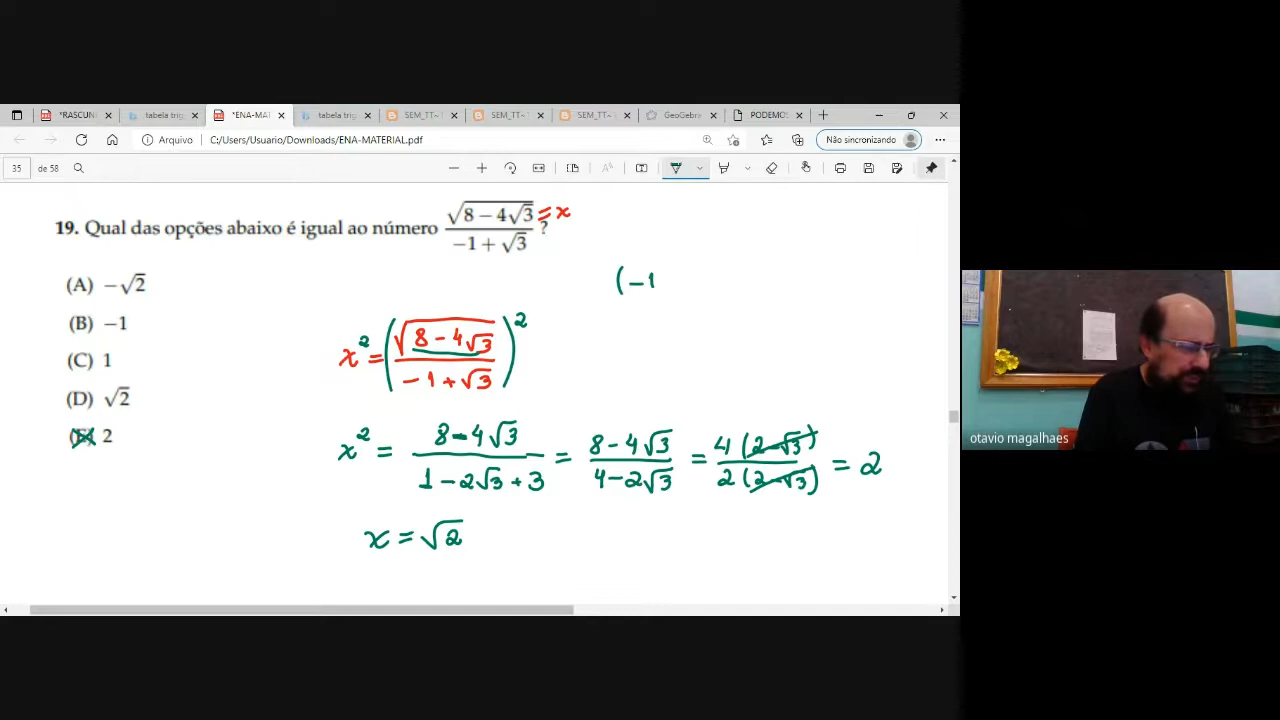 *RASCUN
tabela trig
*ENA-MAT
tabela trig
SEM_TT~
SEM_TT~
SEM_TT~
GeoGebra
PODEMOS
Arquivo
C:/Users/Usuario/Downloads/ENA-MATERIAL.pdf
Não sincronizando
35 de 58
19. Qual das opções abaixo é igual ao número √(8 − 4√3) / (−1 + √3) ? = x
(A) −√2
(B) −1
(C) 1
(D) √2
(E) 2
(−1
x² = (√(8 − 4√3) / (−1 + √3))²
x² = (8 − 4√3) / (1 − 2√3 + 3) = (8 − 4√3) / (4 − 2√3) = 4(2 − √3) / 2(2 − √3) = 2
x = √2
otavio magalhaes